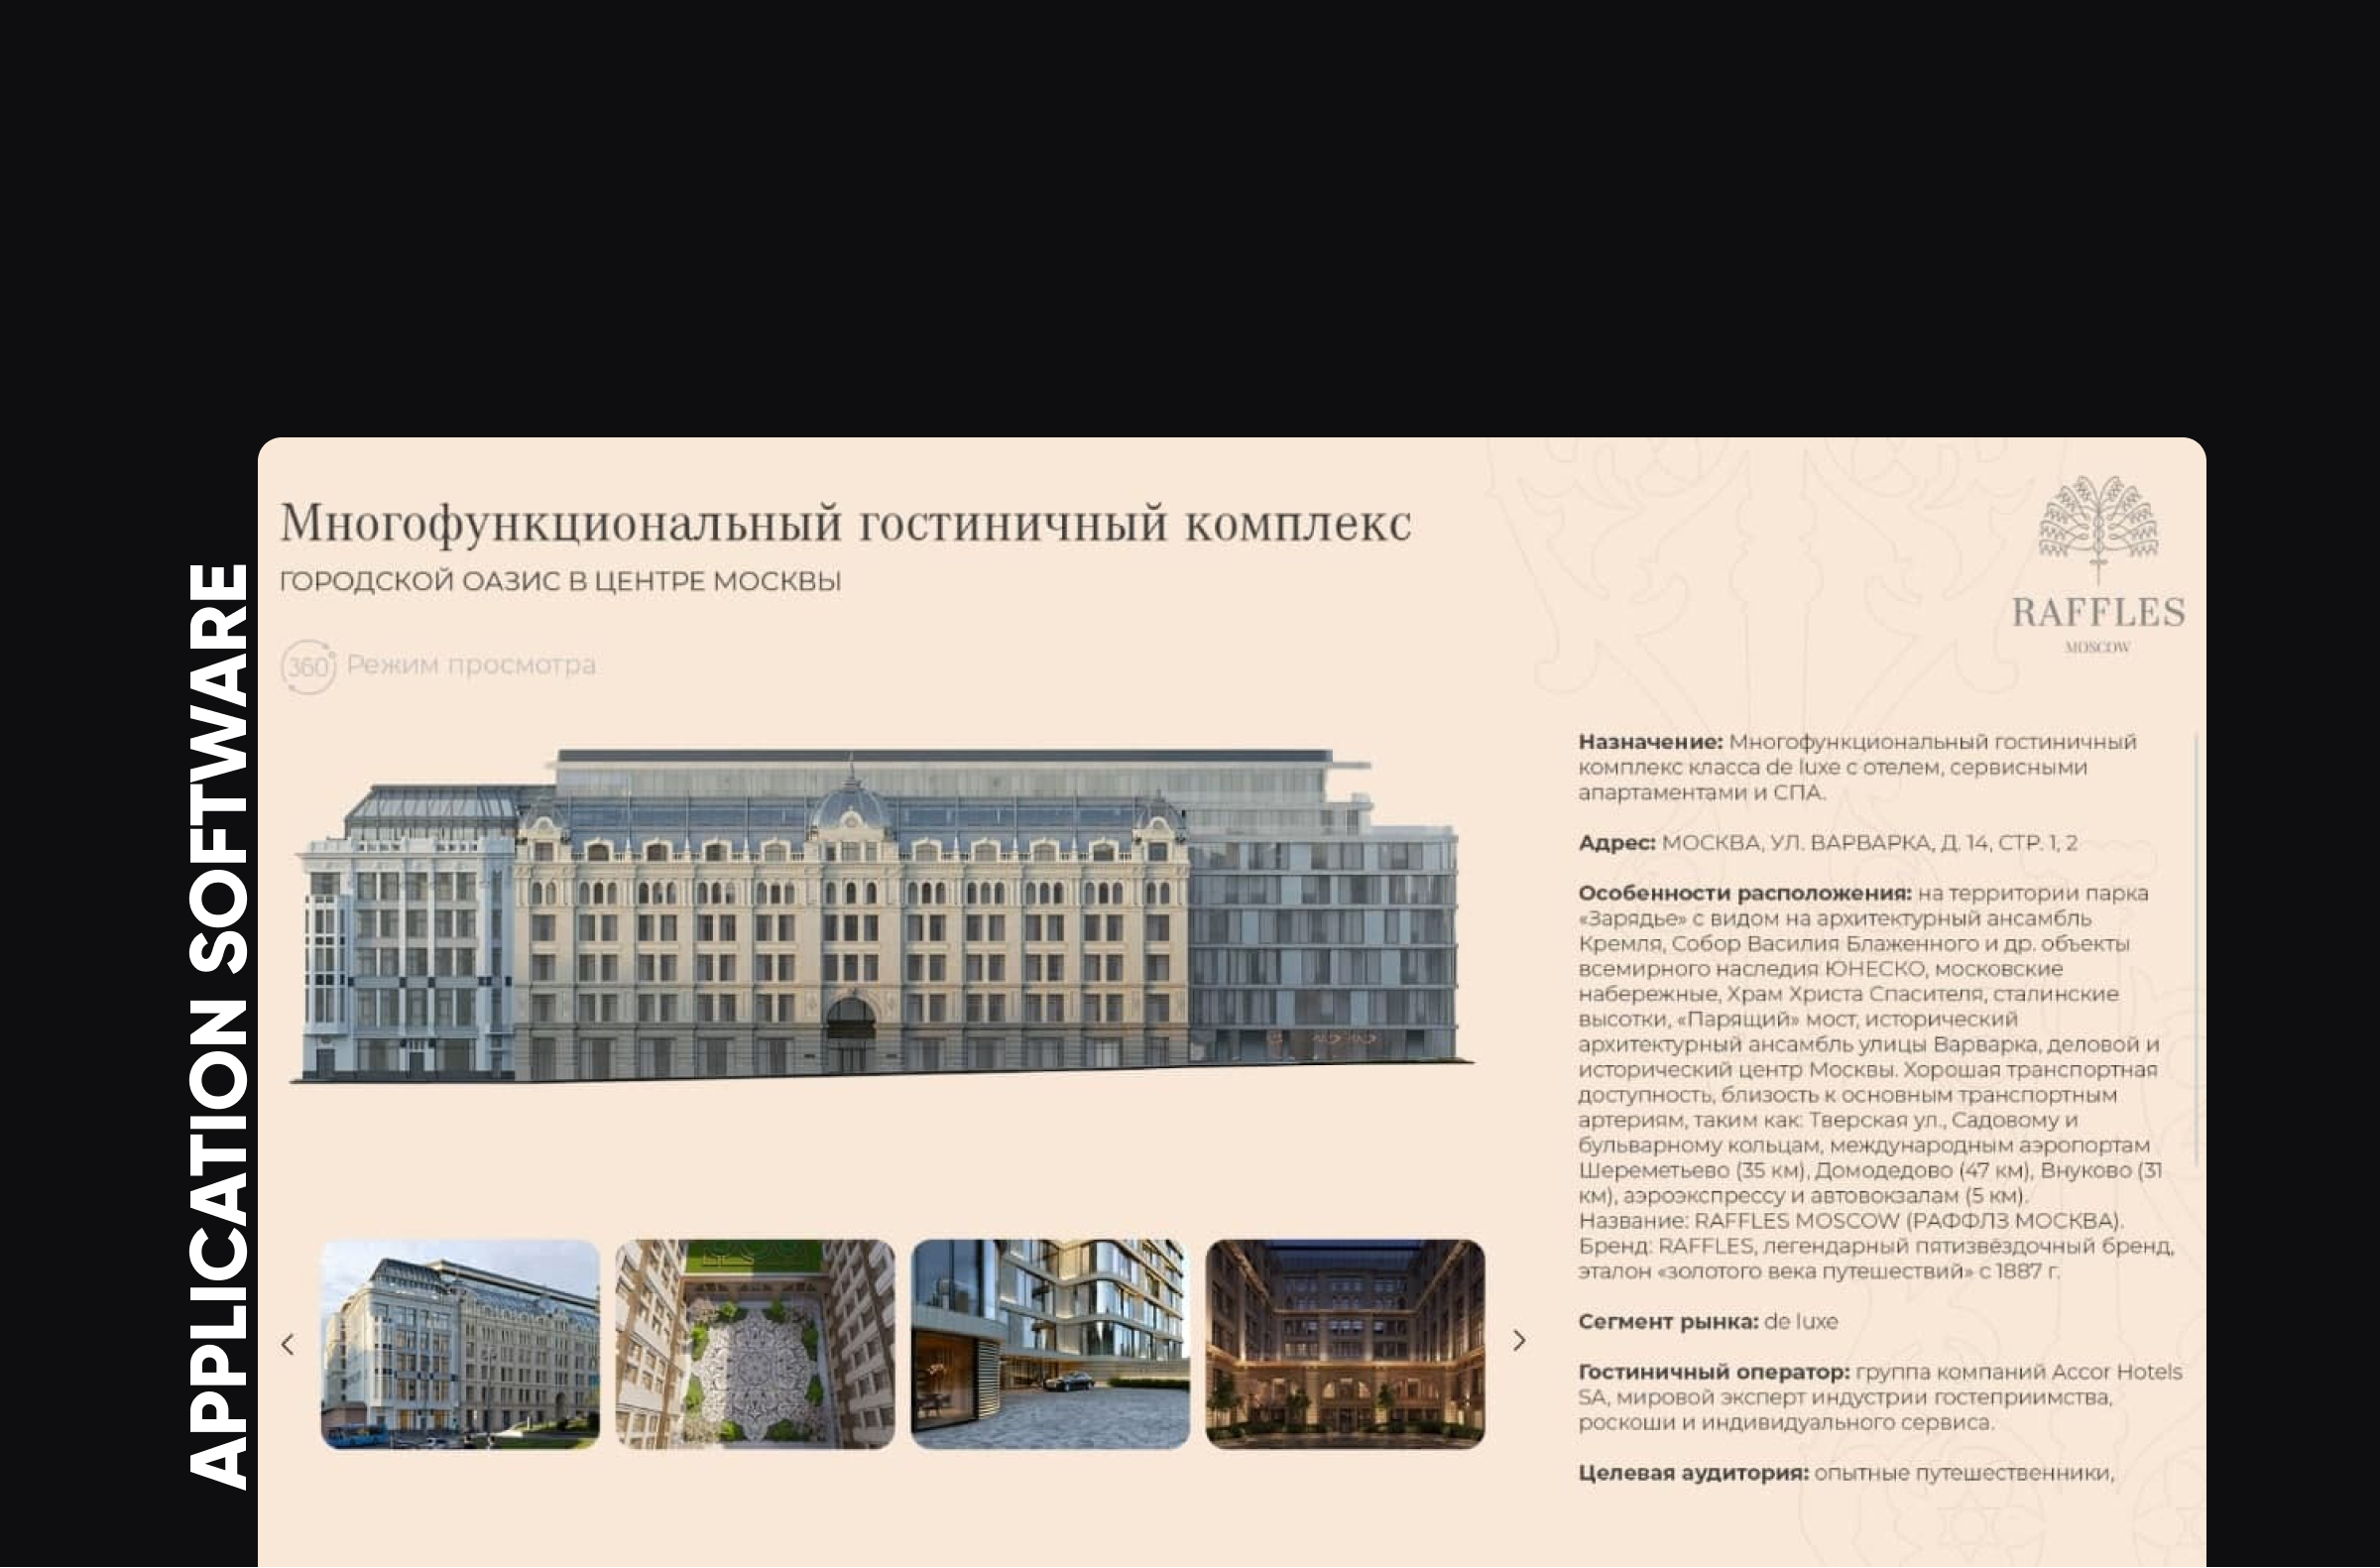 APPLICATION SOFTWARE
Многофункциональный гостиничный комплекс
ГОРОДСКОЙ ОАЗИС В ЦЕНТРЕ МОСКВЫ
360° Режим просмотра
RAFFLES
MOSCOW
Назначение: Многофункциональный гостиничный
комплекс класса de luxe с отелем, сервисными
апартаментами и СПА.
Адрес: МОСКВА, УЛ. ВАРВАРКА, Д. 14, СТР. 1, 2
Особенности расположения: на территории парка
«Зарядье» с видом на архитектурный ансамбль
Кремля, Собор Василия Блаженного и др. объекты
всемирного наследия ЮНЕСКО, московские
набережные, Храм Христа Спасителя, сталинские
высотки, «Парящий» мост, исторический
архитектурный ансамбль улицы Варварка, деловой и
исторический центр Москвы. Хорошая транспортная
доступность, близость к основным транспортным
артериям, таким как: Тверская ул., Садовому и
бульварному кольцам, международным аэропортам
Шереметьево (35 км), Домодедово (47 км), Внуково (31
км), аэроэкспрессу и автовокзалам (5 км).
Название: RAFFLES MOSCOW (РАФФЛЗ МОСКВА).
Бренд: RAFFLES, легендарный пятизвёздочный бренд,
эталон «золотого века путешествий» с 1887 г.
Сегмент рынка: de luxe
Гостиничный оператор: группа компаний Accor Hotels
SA, мировой эксперт индустрии гостеприимства,
роскоши и индивидуального сервиса.
Целевая аудитория: опытные путешественники,